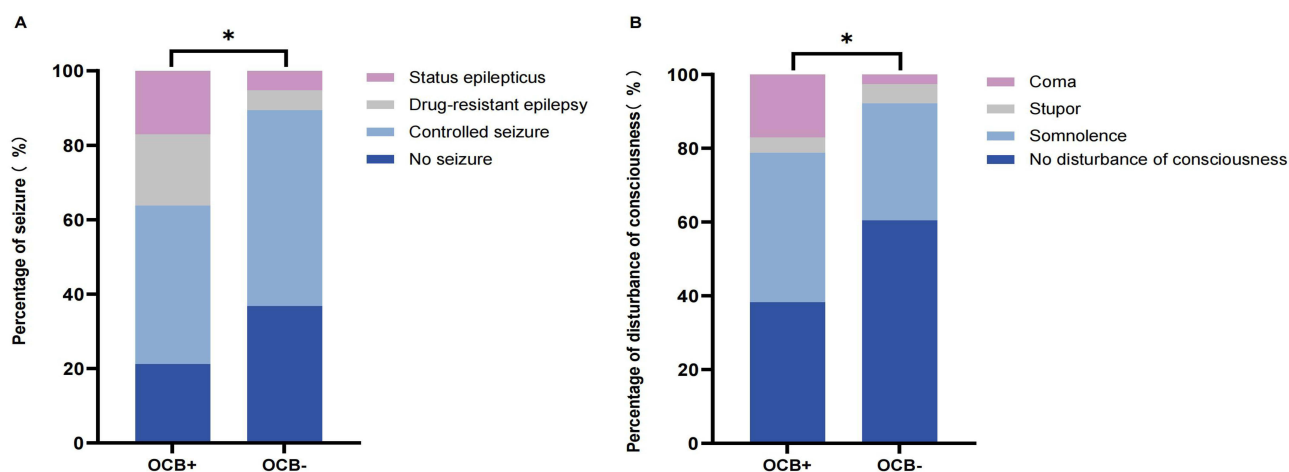 A
*
Percentage of seizure（ %）
100
80
60
40
20
0
OCB+ OCB-
Status epilepticus
Drug-resistant epilepsy
Controlled seizure
No seizure
B
*
Percentage of disturbance of consciousness（ %）
100
80
60
40
20
0
OCB+ OCB-
Coma
Stupor
Somnolence
No disturbance of consciousness